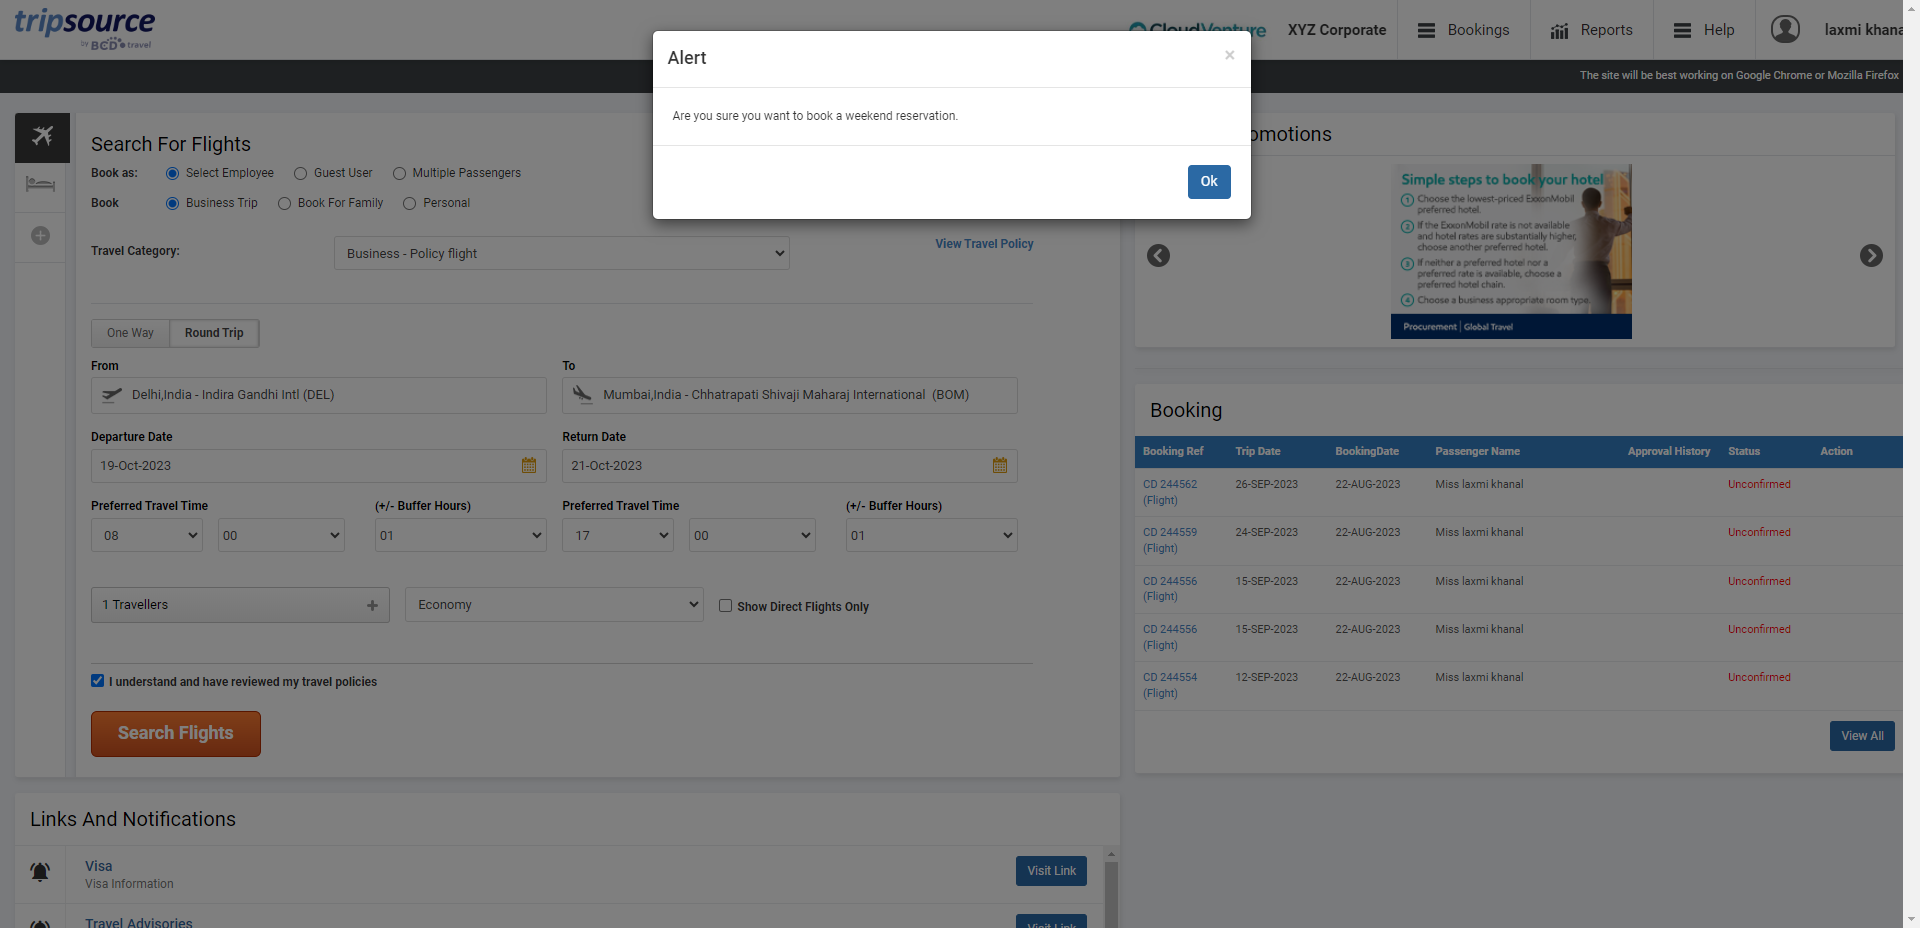 tripsource
by BCD travel
CloudVenture
XYZ Corporate
Bookings
Reports
Help
laxmi khana
The site will be best working on Google Chrome or Mozilla Firefox
Alert
×
Are you sure you want to book a weekend reservation.
Ok
Search For Flights
Book as:
Select Employee
Guest User
Multiple Passengers
Book
Business Trip
Book For Family
Personal
Travel Category:
Business - Policy flight
View Travel Policy
One Way
Round Trip
From
To
Delhi,India - Indira Gandhi Intl (DEL)
Mumbai,India - Chhatrapati Shivaji Maharaj International (BOM)
Departure Date
Return Date
19-Oct-2023
21-Oct-2023
Preferred Travel Time
(+/- Buffer Hours)
Preferred Travel Time
(+/- Buffer Hours)
08
00
01
17
00
01
1 Travellers
Economy
Show Direct Flights Only
I understand and have reviewed my travel policies
Search Flights
omotions
Simple steps to book your hotel
1 Choose the lowest-priced ExxonMobil
preferred hotel.
2 If the ExxonMobil rate is not available
and hotel rates are substantially higher,
choose another preferred hotel.
3 If neither a preferred hotel nor a
preferred rate is available, choose a
preferred hotel chain.
4 Choose a business appropriate room type.
Procurement | Global Travel
Booking
Booking Ref Trip Date BookingDate Passenger Name Approval History Status Action
CD 244562 26-SEP-2023 22-AUG-2023 Miss laxmi khanal Unconfirmed
(Flight)
CD 244559 24-SEP-2023 22-AUG-2023 Miss laxmi khanal Unconfirmed
(Flight)
CD 244556 15-SEP-2023 22-AUG-2023 Miss laxmi khanal Unconfirmed
(Flight)
CD 244556 15-SEP-2023 22-AUG-2023 Miss laxmi khanal Unconfirmed
(Flight)
CD 244554 12-SEP-2023 22-AUG-2023 Miss laxmi khanal Unconfirmed
(Flight)
View All
Links And Notifications
Visa
Visa Information
Visit Link
Travel Advisories
Visit Link